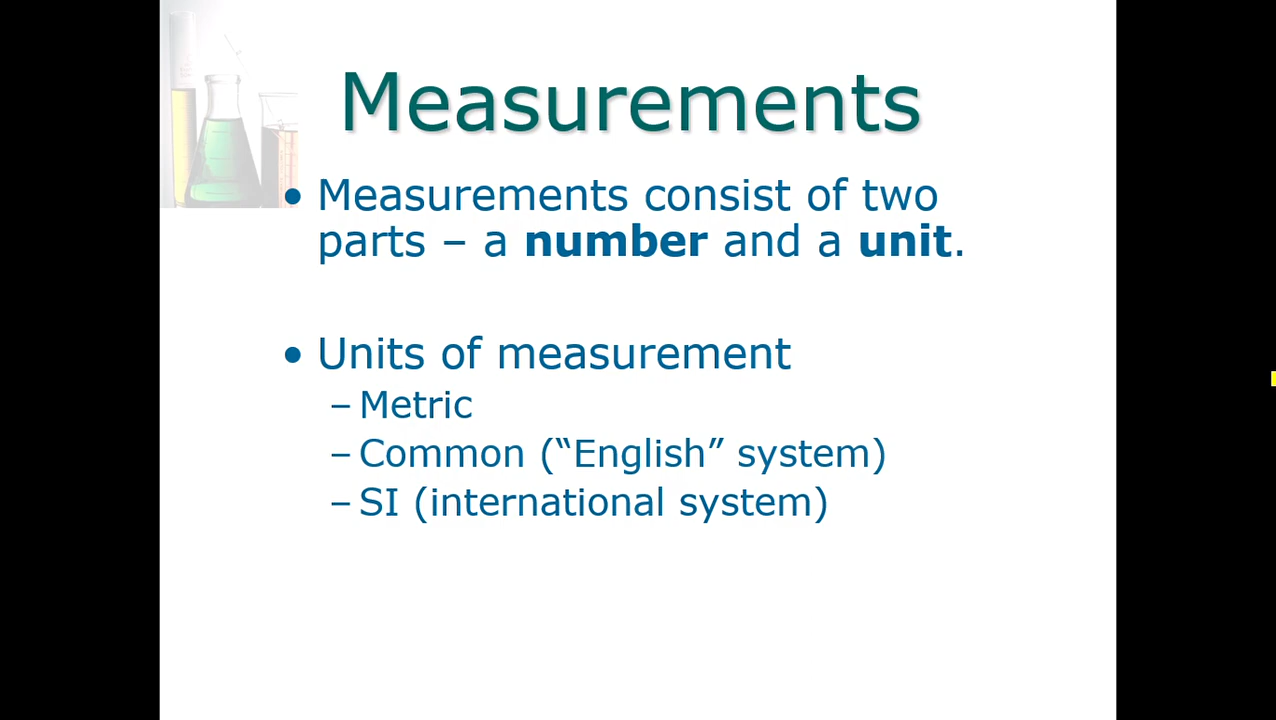 Measurements
• Measurements consist of two
parts – a number and a unit.
• Units of measurement
– Metric
– Common (“English” system)
– SI (international system)